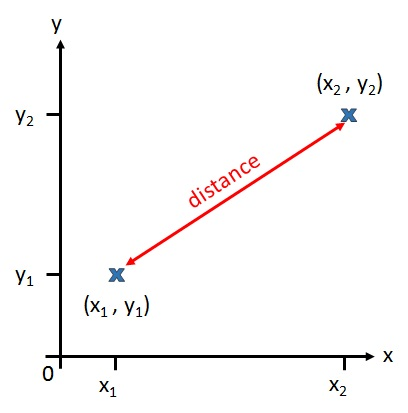 y
(x₂ , y₂)
y₂
distance
y₁
(x₁ , y₁)
x
0
x₁
x₂